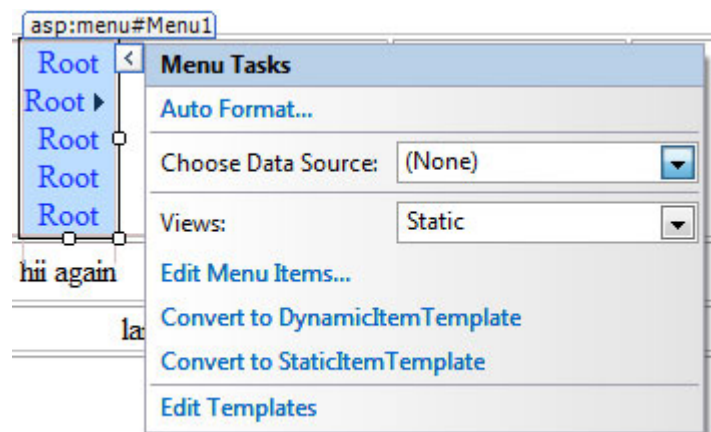 asp:menu#Menu1
Root
Root
Root
Root
Root
Menu Tasks
Auto Format...
Choose Data Source: (None)
Views: Static
Edit Menu Items...
Convert to DynamicItemTemplate
Convert to StaticItemTemplate
Edit Templates
hii again